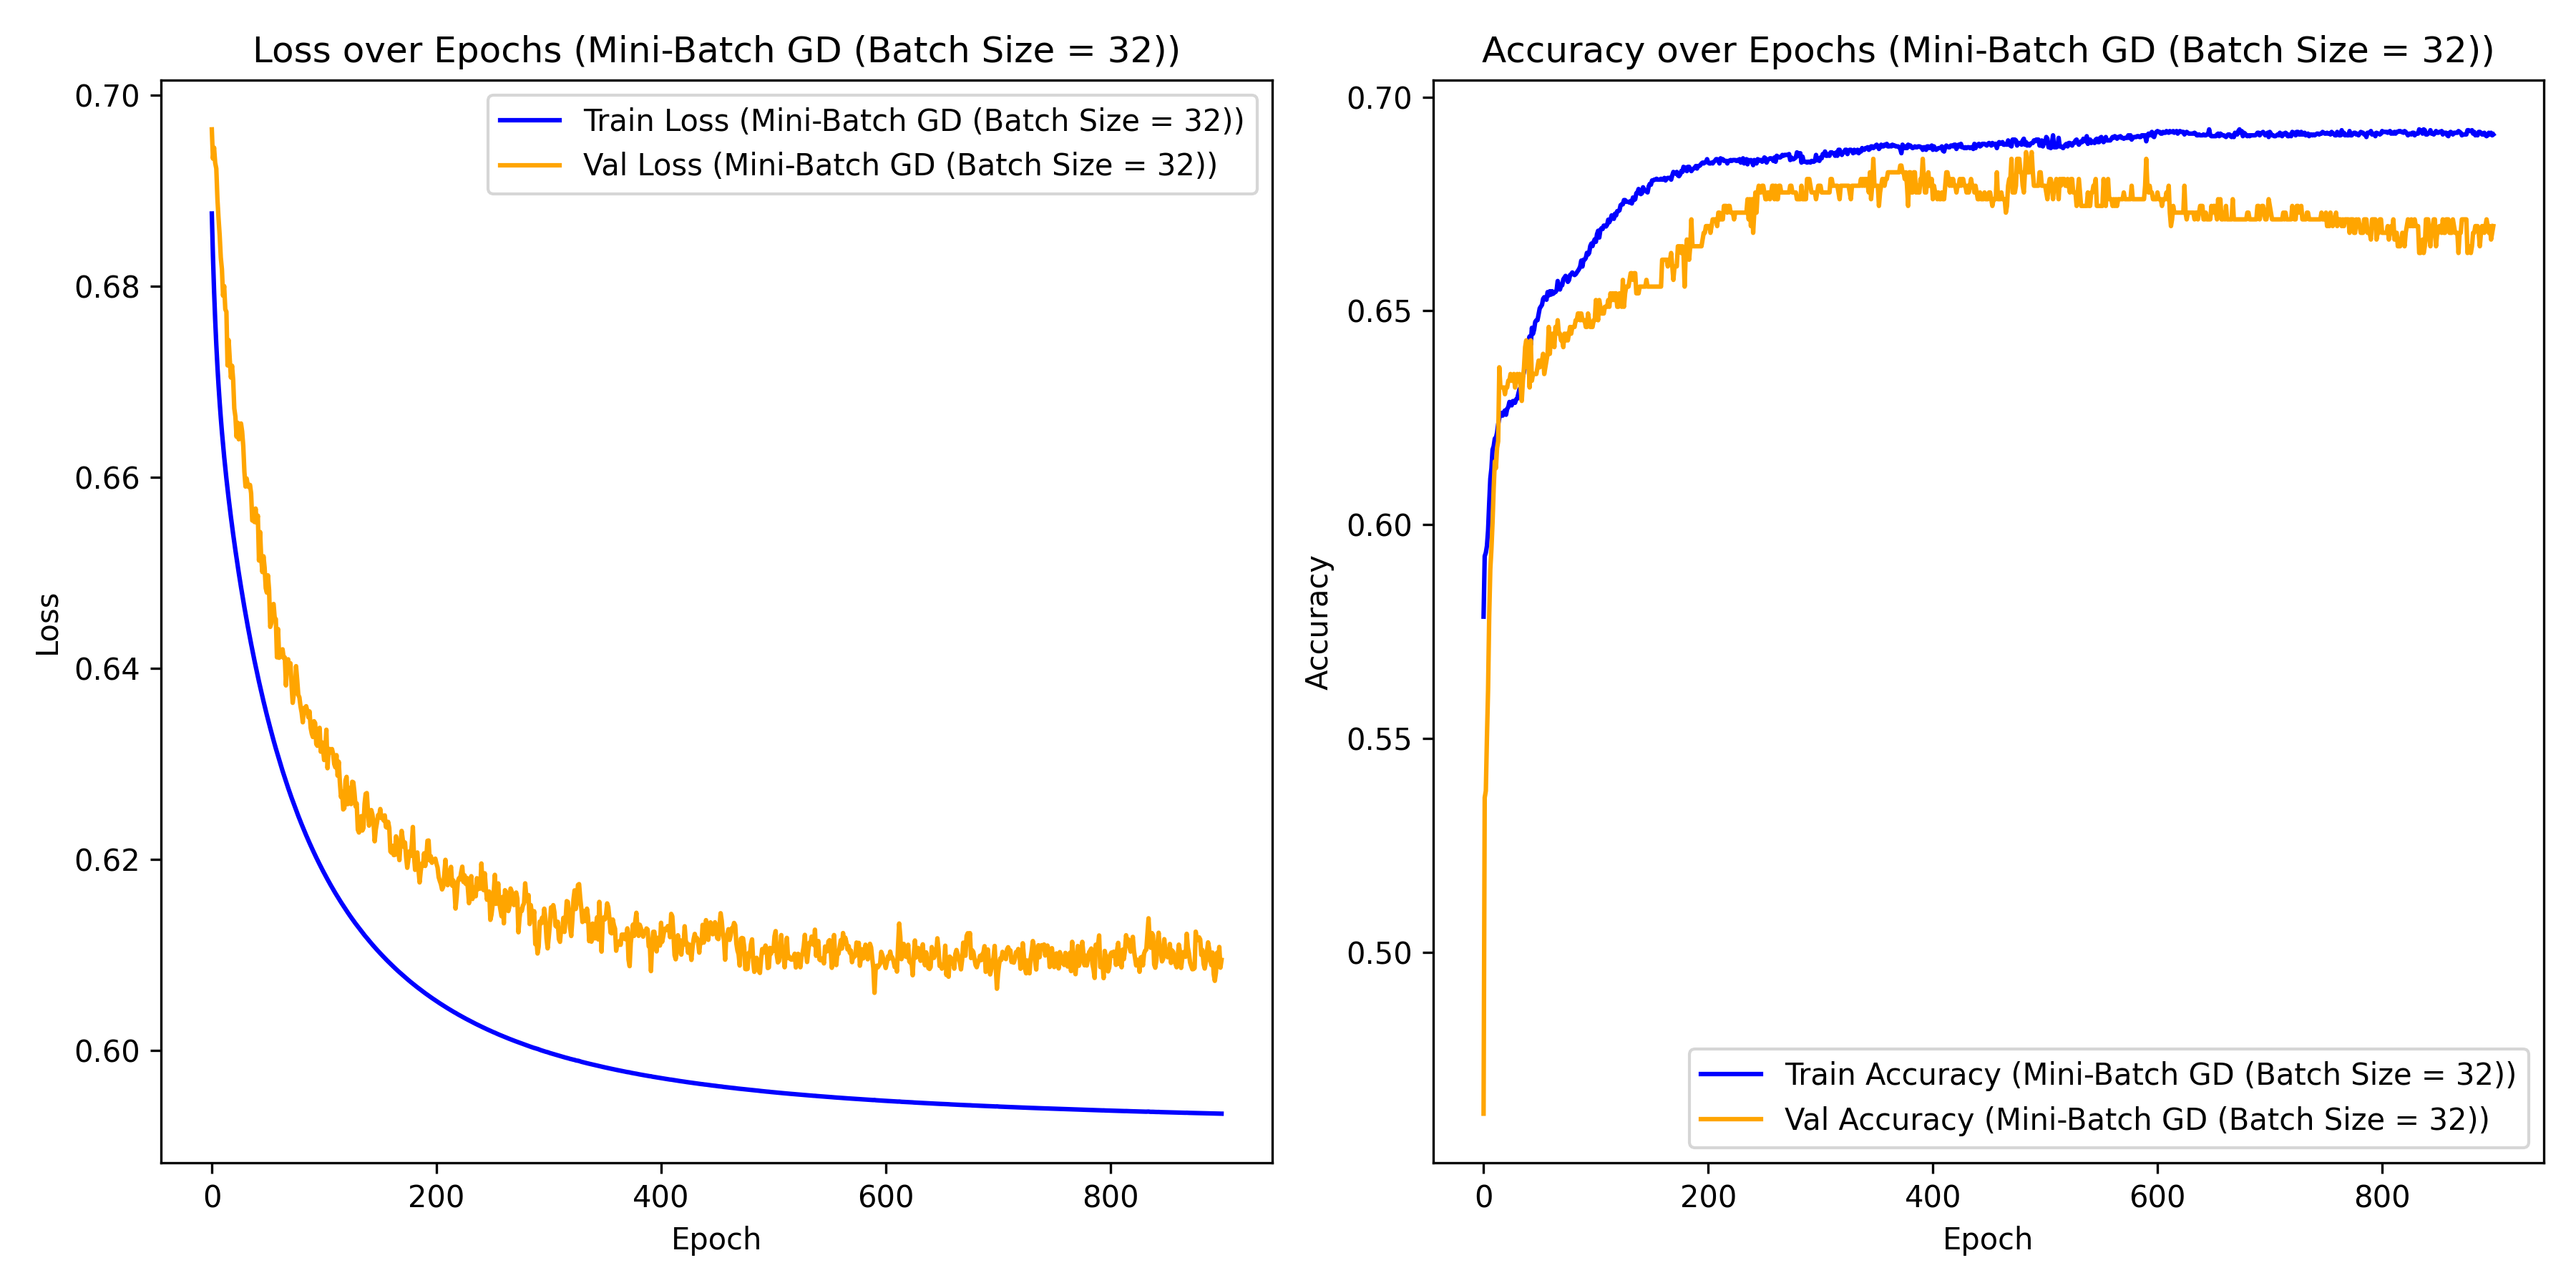 Loss over Epochs (Mini-Batch GD (Batch Size = 32))
Train Loss (Mini-Batch GD (Batch Size = 32))
Val Loss (Mini-Batch GD (Batch Size = 32))
0.70
0.68
0.66
0.64
0.62
0.60
Loss
0 200 400 600 800
Epoch
Accuracy over Epochs (Mini-Batch GD (Batch Size = 32))
0.70
0.65
0.60
0.55
0.50
Accuracy
Train Accuracy (Mini-Batch GD (Batch Size = 32))
Val Accuracy (Mini-Batch GD (Batch Size = 32))
0 200 400 600 800
Epoch